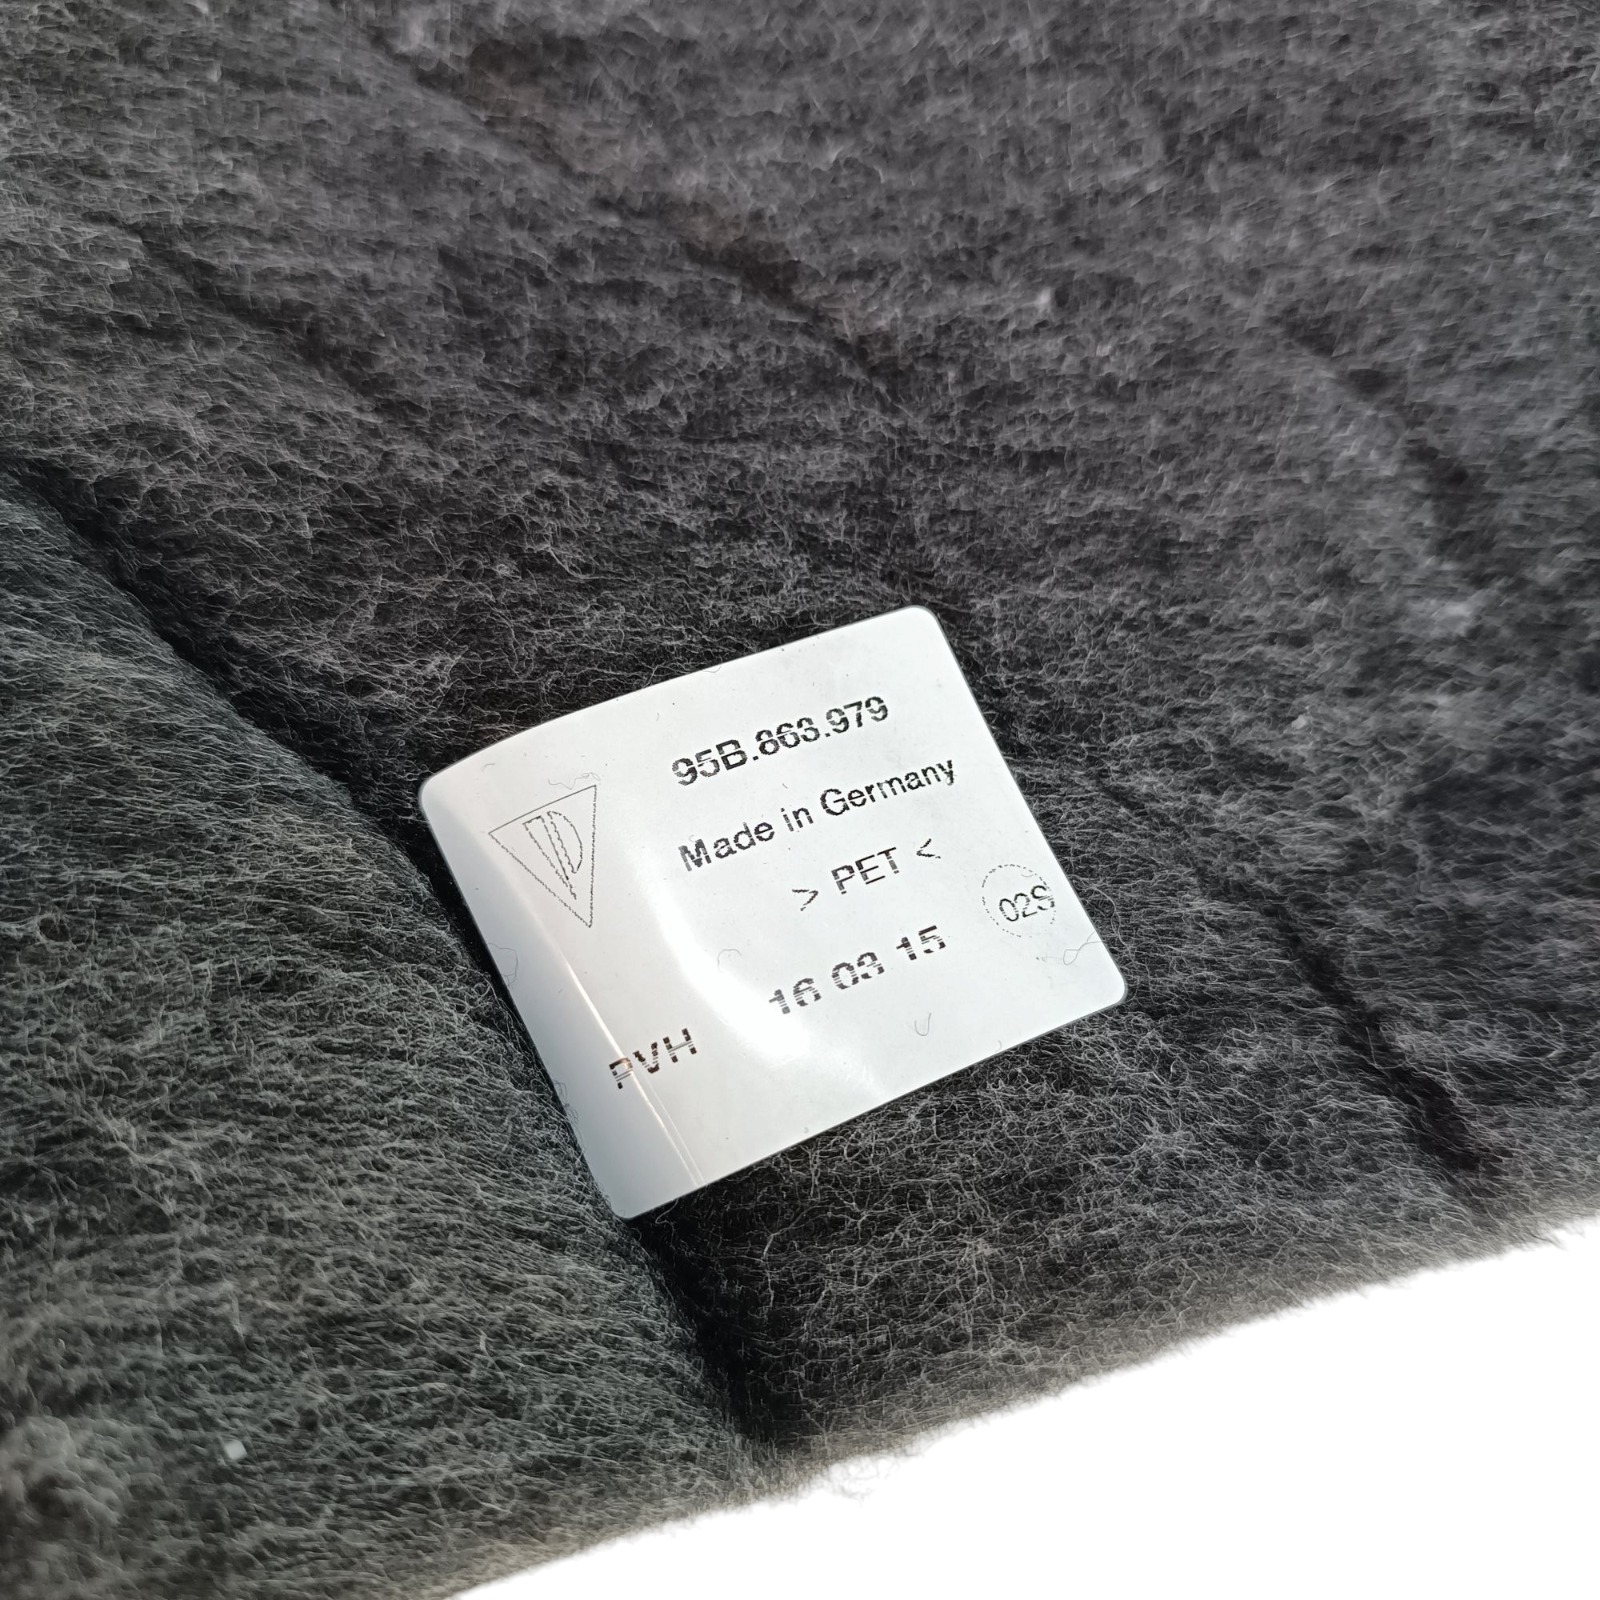 95B.863.979
Made in Germany
> PET <
02S
16 03 15
PVH